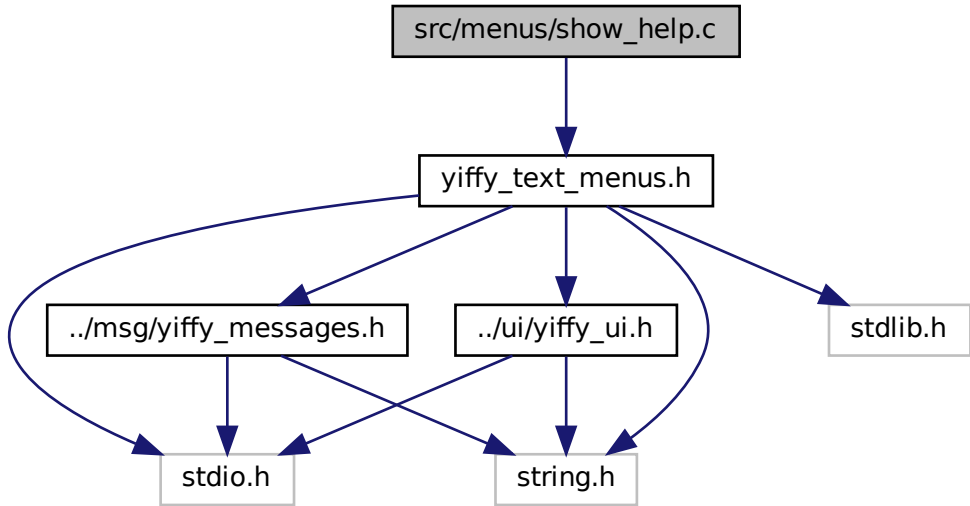 src/menus/show_help.c
yiffy_text_menus.h
../msg/yiffy_messages.h
../ui/yiffy_ui.h
stdlib.h
stdio.h
string.h